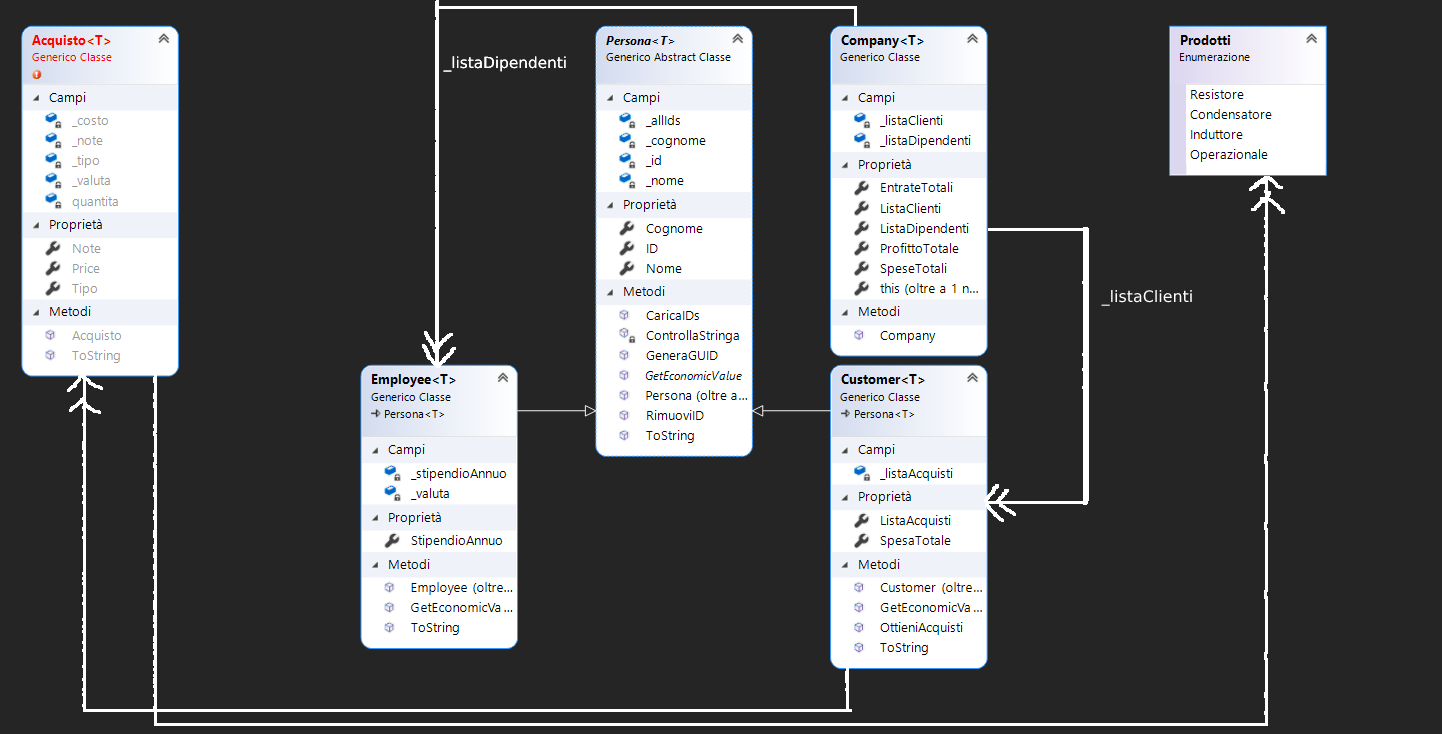 Acquisto<T>
Generico Classe
Campi
_costo
_note
_tipo
_valuta
quantita
Proprietà
Note
Price
Tipo
Metodi
Acquisto
ToString
_listaDipendenti
Employee<T>
Generico Classe
Persona<T>
Campi
_stipendioAnnuo
_valuta
Proprietà
StipendioAnnuo
Metodi
Employee (oltre...
GetEconomicVa...
ToString
Persona<T>
Generico Abstract Classe
Campi
_allIds
_cognome
_id
_nome
Proprietà
Cognome
ID
Nome
Metodi
CaricaIDs
ControllaStringa
GeneraGUID
GetEconomicValue
Persona (oltre a...
RimuoviID
ToString
Company<T>
Generico Classe
Campi
_listaClienti
_listaDipendenti
Proprietà
EntrateTotali
ListaClienti
ListaDipendenti
ProfittoTotale
SpeseTotali
this (oltre a 1 n...
Metodi
Company
_listaClienti
Customer<T>
Generico Classe
Persona<T>
Campi
_listaAcquisti
Proprietà
ListaAcquisti
SpesaTotale
Metodi
Customer (oltre...
GetEconomicVa...
OttieniAcquisti
ToString
Prodotti
Enumerazione
Resistore
Condensatore
Induttore
Operazionale